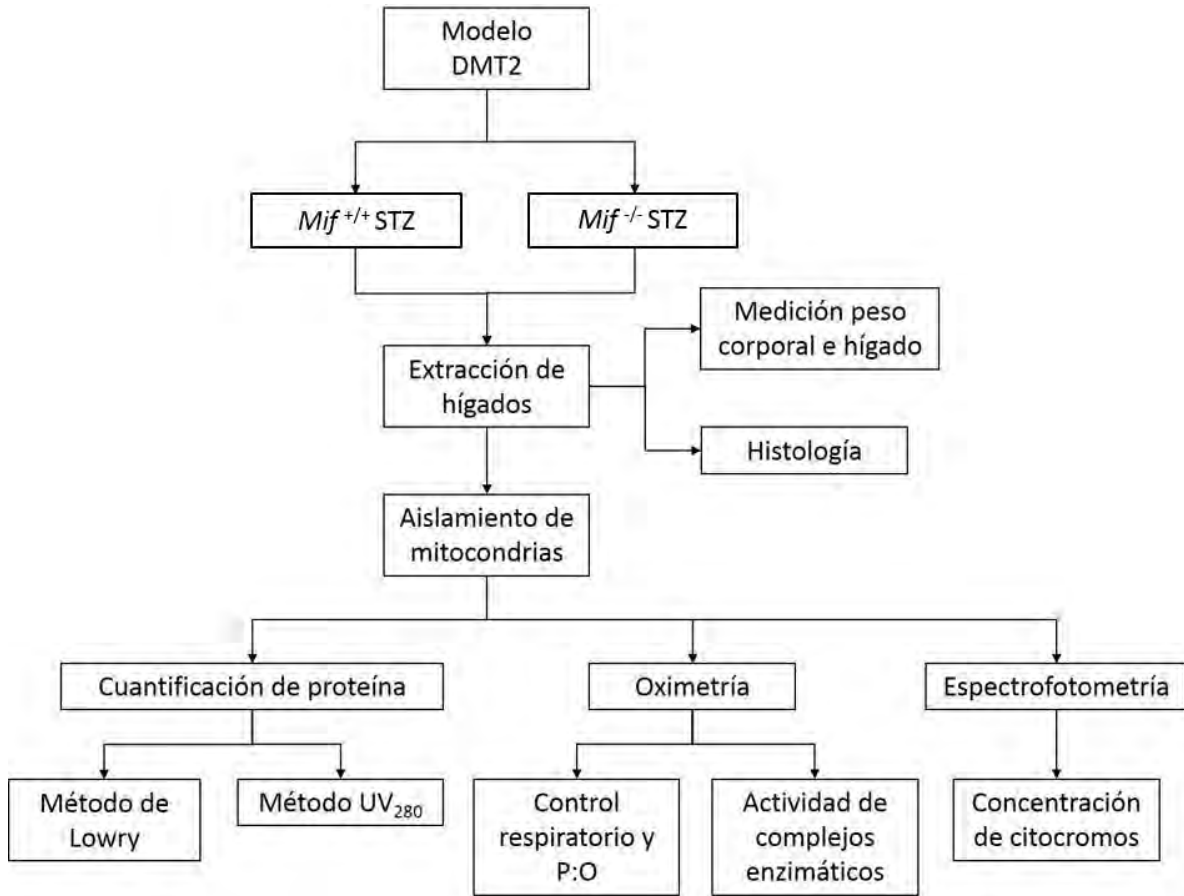 Modelo
DMT2
Mif +/+ STZ
Mif -/- STZ
Medición peso
corporal e hígado
Extracción de
hígados
Histología
Aislamiento de
mitocondrias
Cuantificación de proteína
Oximetría
Espectrofotometría
Método de
Lowry
Método UV280
Control
respiratorio y
P:O
Actividad de
complejos
enzimáticos
Concentración
de citocromos